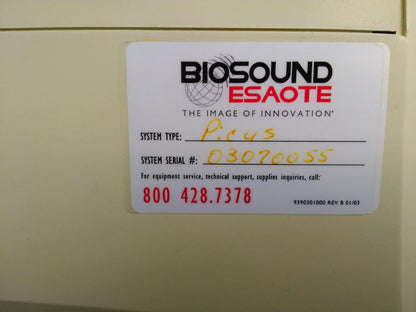 BIOSOUND
ESAOTE
THE IMAGE OF INNOVATION®
SYSTEM TYPE: Picus
SYSTEM SERIAL #: 03070055
For equipment service, technical support, supplies inquiries, call:
800 428.7378
9390301000 REV B 01/03